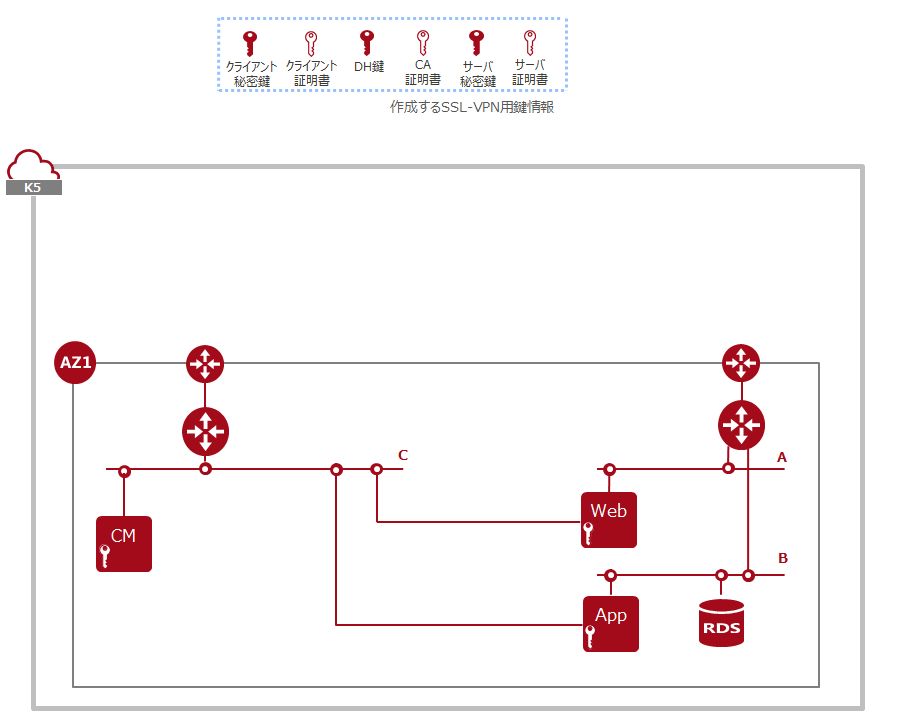 クライアント
秘密鍵
クライアント
証明書
DH鍵
CA
証明書
サーバ
秘密鍵
サーバ
証明書
作成するSSL-VPN用鍵情報
K5
AZ1
C
A
CM
Web
B
App
RDS